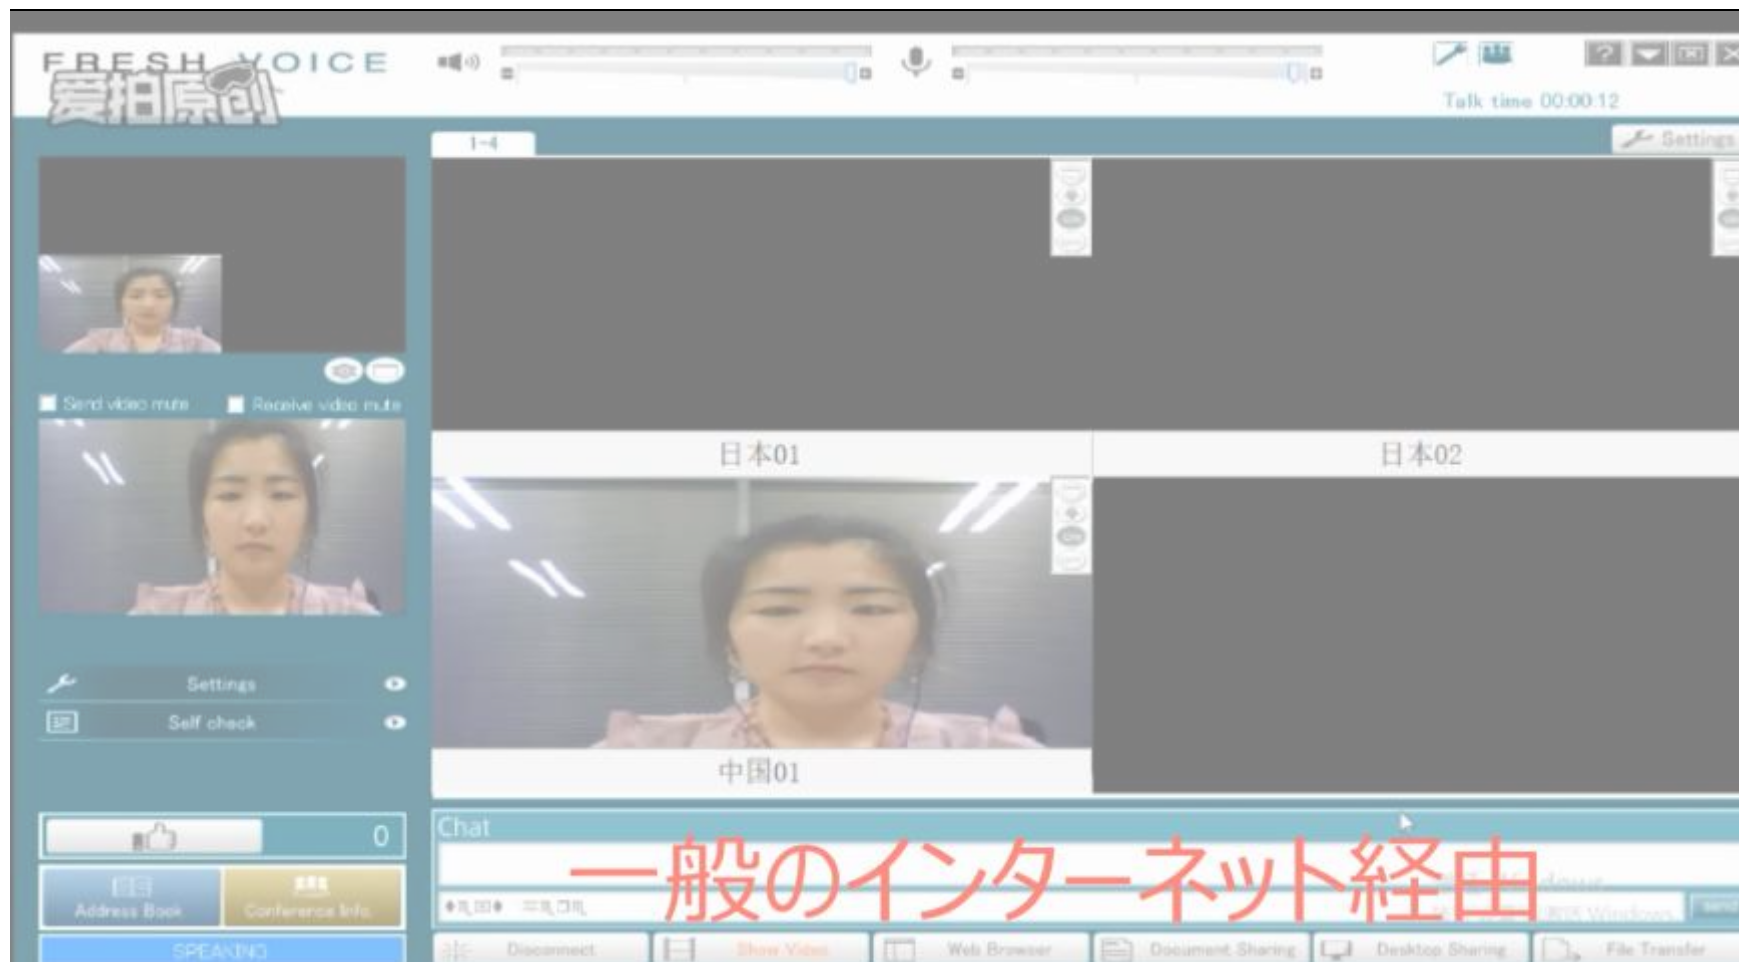 FRESH VOICE
爱拍原创
Talk time 00:00:12
1-4
Settings
Send video mute
Receive video mute
日本01
日本02
Settings
Self check
中国01
0
Chat
一般のインターネット経由
Address Book
Conference Info.
Windows
send
SPEAKING
Disconnect
Show Video
Web Browser
Document Sharing
Desktop Sharing
File Transfer